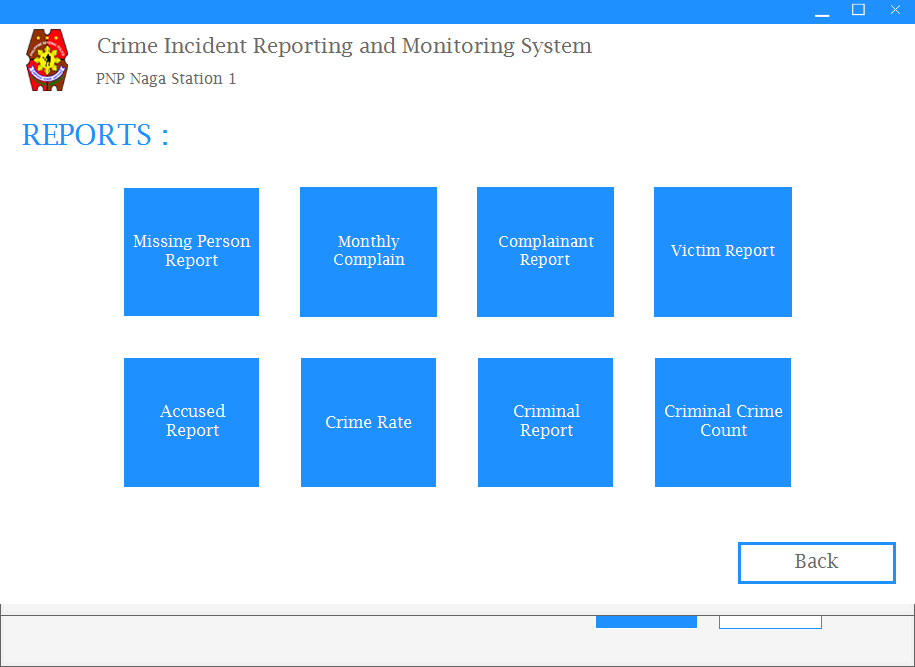 Crime Incident Reporting and Monitoring System
PNP Naga Station 1
REPORTS :
Missing Person
Report
Monthly
Complain
Complainant
Report
Victim Report
Accused
Report
Crime Rate
Criminal
Report
Criminal Crime
Count
Back